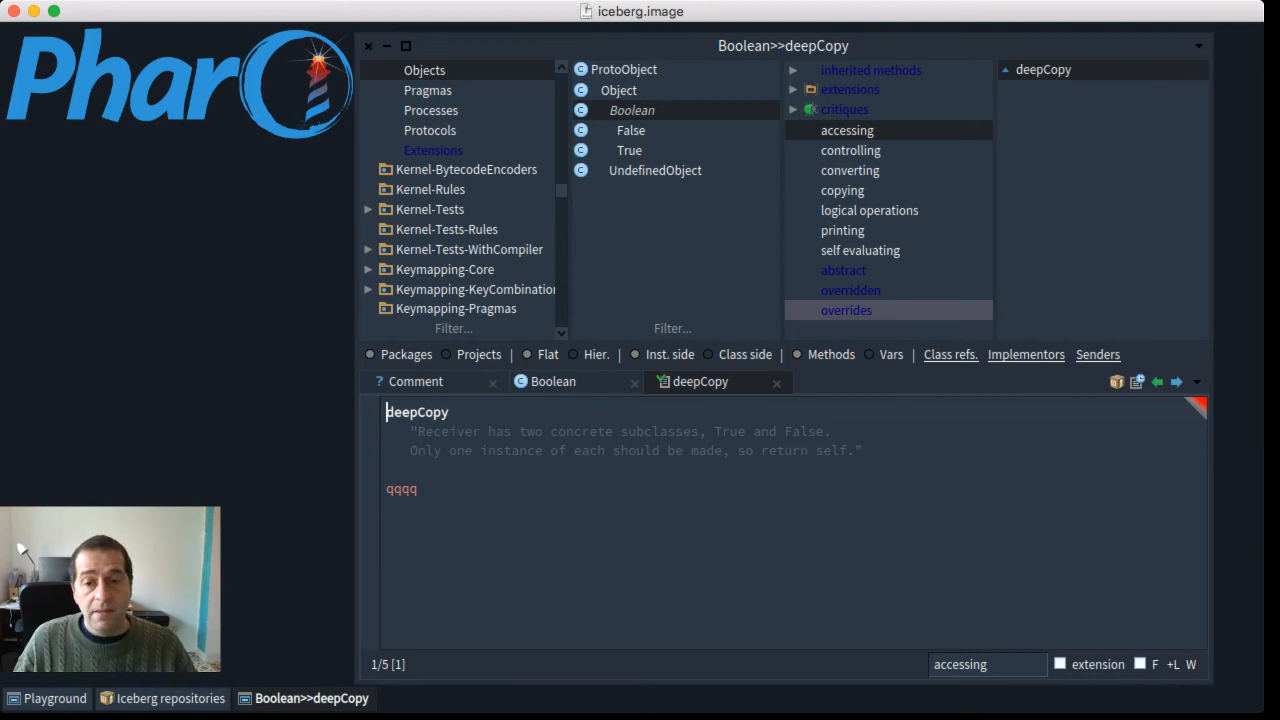 iceberg.image
Pharo
Boolean>>deepCopy
Objects
Pragmas
Processes
Protocols
Extensions
Kernel-BytecodeEncoders
Kernel-Rules
Kernel-Tests
Kernel-Tests-Rules
Kernel-Tests-WithCompiler
Keymapping-Core
Keymapping-KeyCombination
Keymapping-Pragmas
Filter...
ProtoObject
Object
Boolean
False
True
UndefinedObject
Filter...
inherited methods
extensions
critiques
accessing
controlling
converting
copying
logical operations
printing
self evaluating
abstract
overridden
overrides
deepCopy
Packages Projects | Flat Hier. | Inst. side Class side | Methods Vars | Class refs. Implementors Senders
? Comment Boolean deepCopy
deepCopy
"Receiver has two concrete subclasses, True and False.
Only one instance of each should be made, so return self."
qqqq
1/5 [1] accessing extension F +L W
Playground Iceberg repositories Boolean>>deepCopy